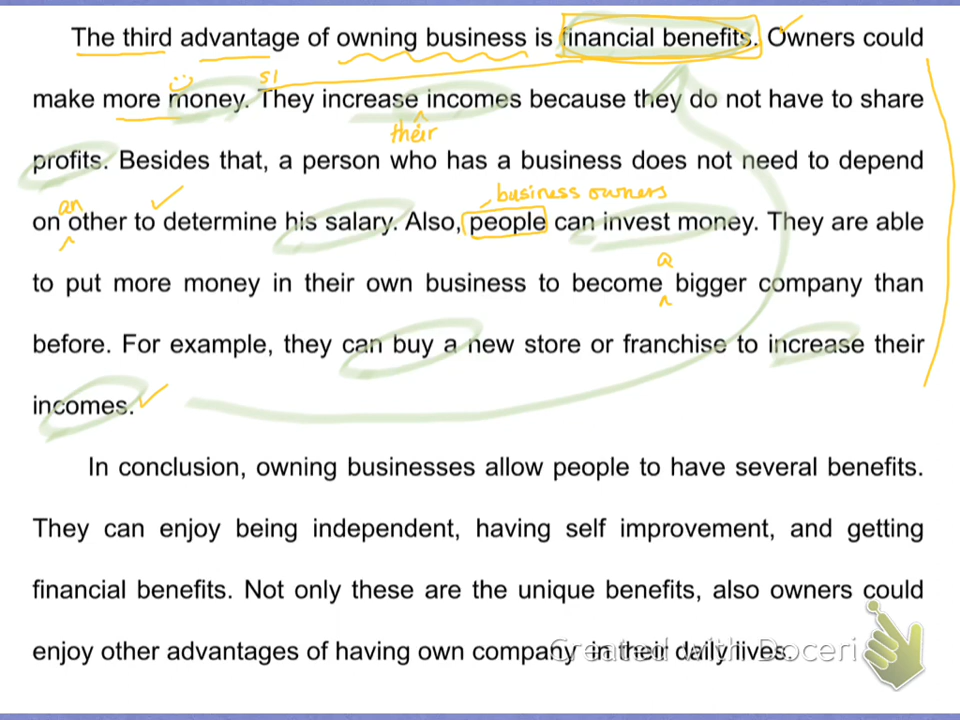 The third advantage of owning business is financial benefits. Owners could
s1
make more money. They increase incomes because they do not have to share
their
profits. Besides that, a person who has a business does not need to depend
an
business owners
on other to determine his salary. Also, people can invest money. They are able
a
to put more money in their own business to become bigger company than
before. For example, they can buy a new store or franchise to increase their
incomes.
In conclusion, owning businesses allow people to have several benefits.
They can enjoy being independent, having self improvement, and getting
financial benefits. Not only these are the unique benefits, also owners could
enjoy other advantages of having own company in their daily lives.
Created with Doceri